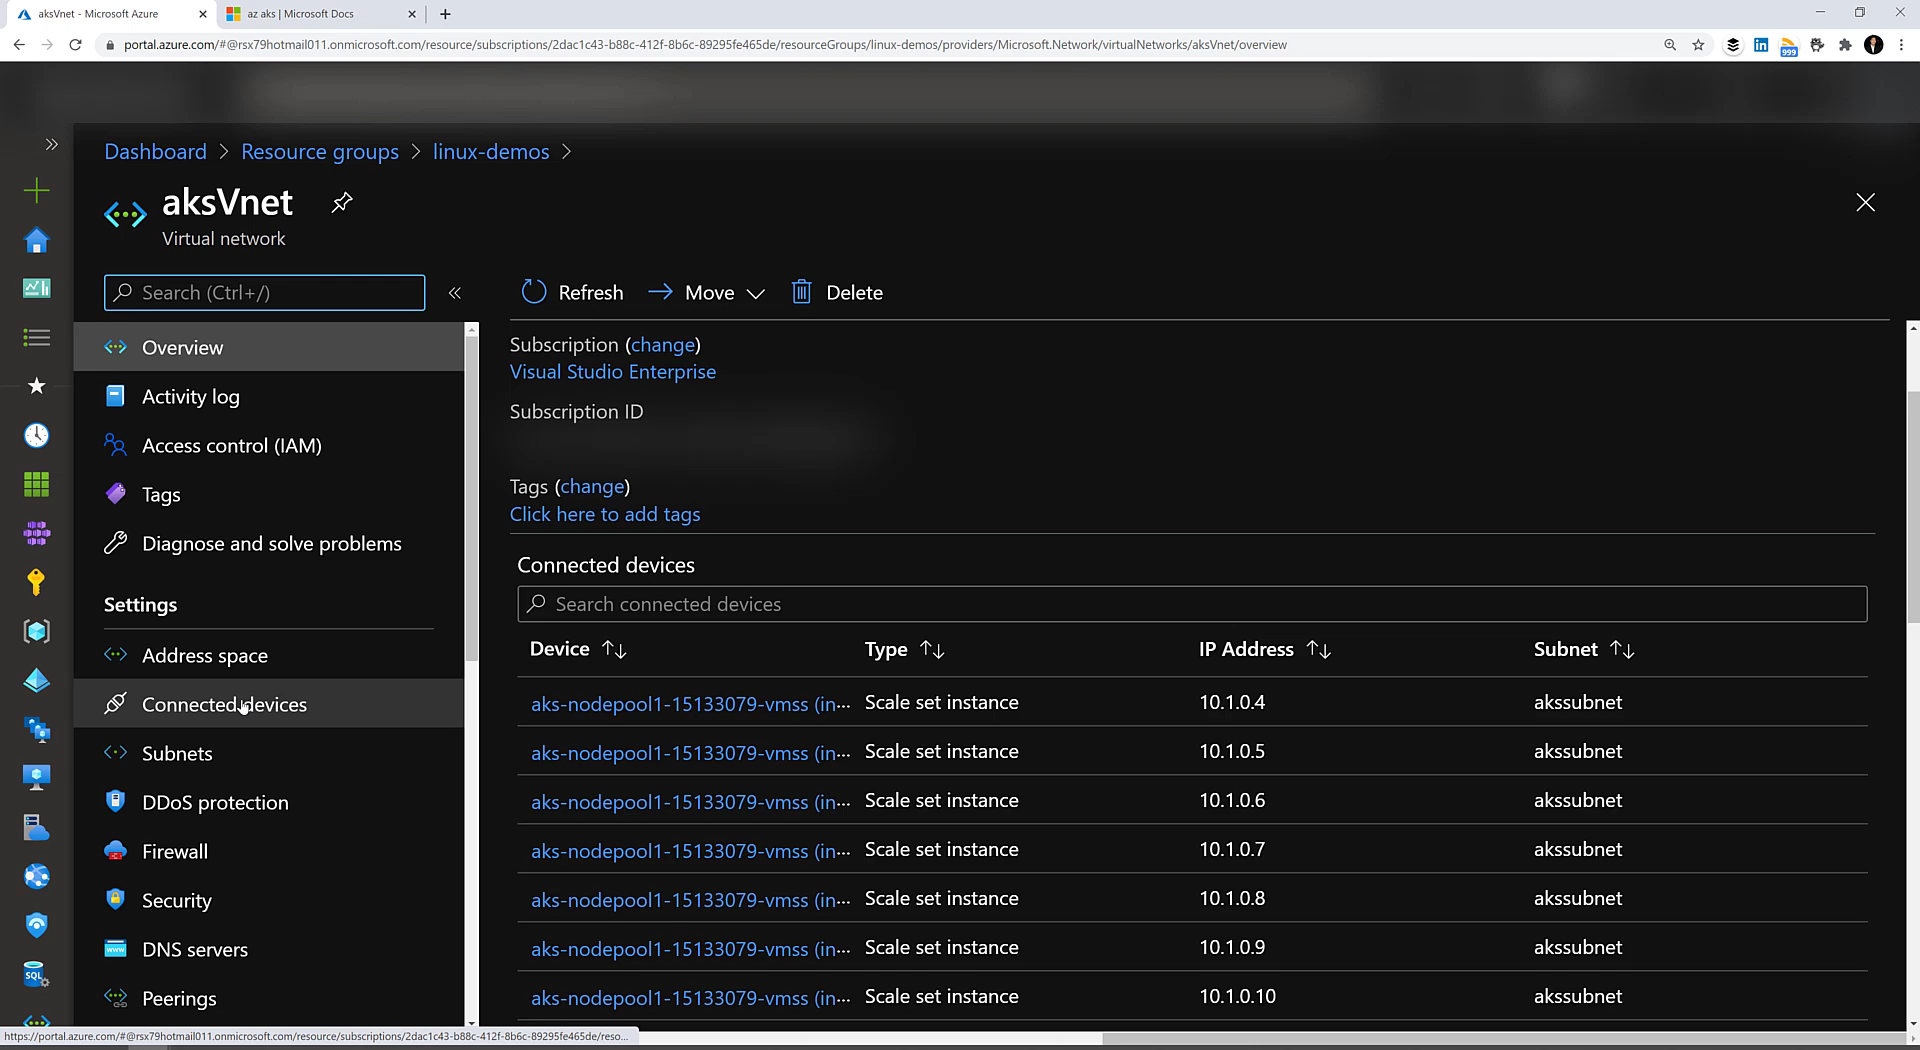 aksVnet - Microsoft Azure
az aks | Microsoft Docs
portal.azure.com/#@rsx79hotmail011.onmicrosoft.com/resource/subscriptions/2dac1c43-b88c-412f-8b6c-89295fe465de/resourceGroups/linux-demos/providers/Microsoft.Network/virtualNetworks/aksVnet/overview
999
Dashboard > Resource groups > linux-demos >
aksVnet
Virtual network
Search (Ctrl+/)
Refresh Move Delete
Overview
Activity log
Access control (IAM)
Tags
Diagnose and solve problems
Settings
Address space
Connected devices
Subnets
DDoS protection
Firewall
Security
DNS servers
Peerings
SQL
Subscription (change)
Visual Studio Enterprise
Subscription ID
Tags (change)
Click here to add tags
Connected devices
Search connected devices
Device Type IP Address Subnet
aks-nodepool1-15133079-vmss (in··· Scale set instance 10.1.0.4 akssubnet
aks-nodepool1-15133079-vmss (in··· Scale set instance 10.1.0.5 akssubnet
aks-nodepool1-15133079-vmss (in··· Scale set instance 10.1.0.6 akssubnet
aks-nodepool1-15133079-vmss (in··· Scale set instance 10.1.0.7 akssubnet
aks-nodepool1-15133079-vmss (in··· Scale set instance 10.1.0.8 akssubnet
aks-nodepool1-15133079-vmss (in··· Scale set instance 10.1.0.9 akssubnet
aks-nodepool1-15133079-vmss (in··· Scale set instance 10.1.0.10 akssubnet
https://portal.azure.com/#@rsx79hotmail011.onmicrosoft.com/resource/subscriptions/2dac1c43-b88c-412f-8b6c-89295fe465de/reso...